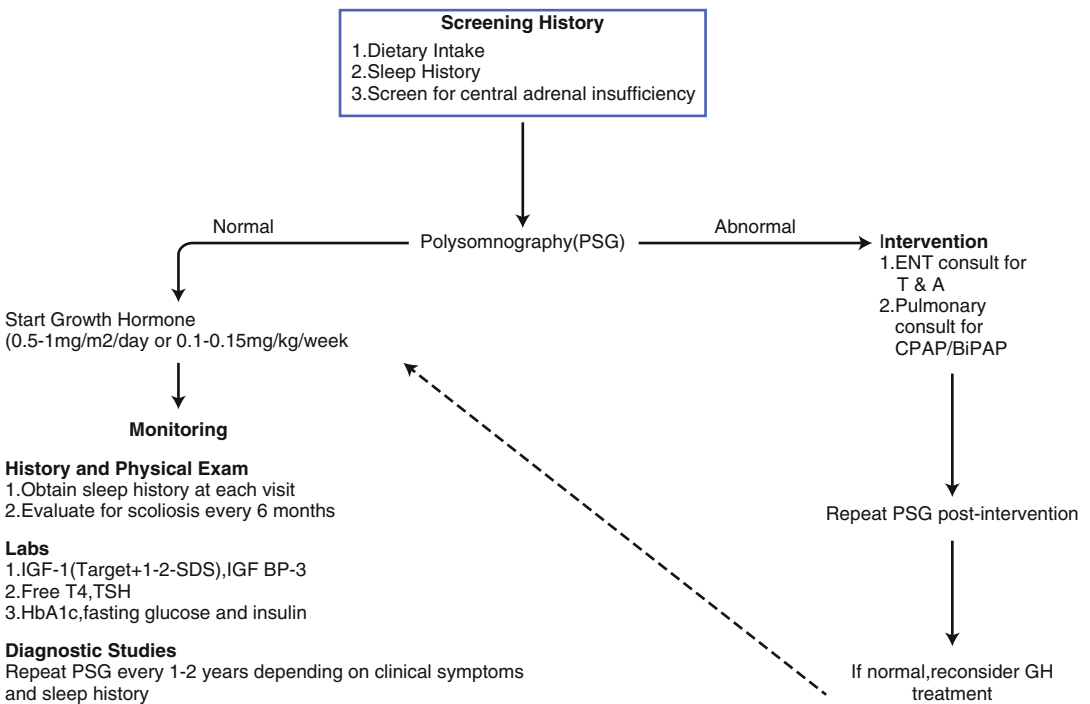 Screening History
1.Dietary Intake
2.Sleep History
3.Screen for central adrenal insufficiency
Normal
Polysomnography(PSG)
Abnormal
Intervention
1.ENT consult for
T & A
2.Pulmonary
consult for
CPAP/BiPAP
Start Growth Hormone
(0.5-1mg/m2/day or 0.1-0.15mg/kg/week
Monitoring
History and Physical Exam
1.Obtain sleep history at each visit
2.Evaluate for scoliosis every 6 months
Labs
1.IGF-1(Target+1-2-SDS),IGF BP-3
2.Free T4,TSH
3.HbA1c,fasting glucose and insulin
Diagnostic Studies
Repeat PSG every 1-2 years depending on clinical symptoms
and sleep history
Repeat PSG post-intervention
If normal,reconsider GH
treatment